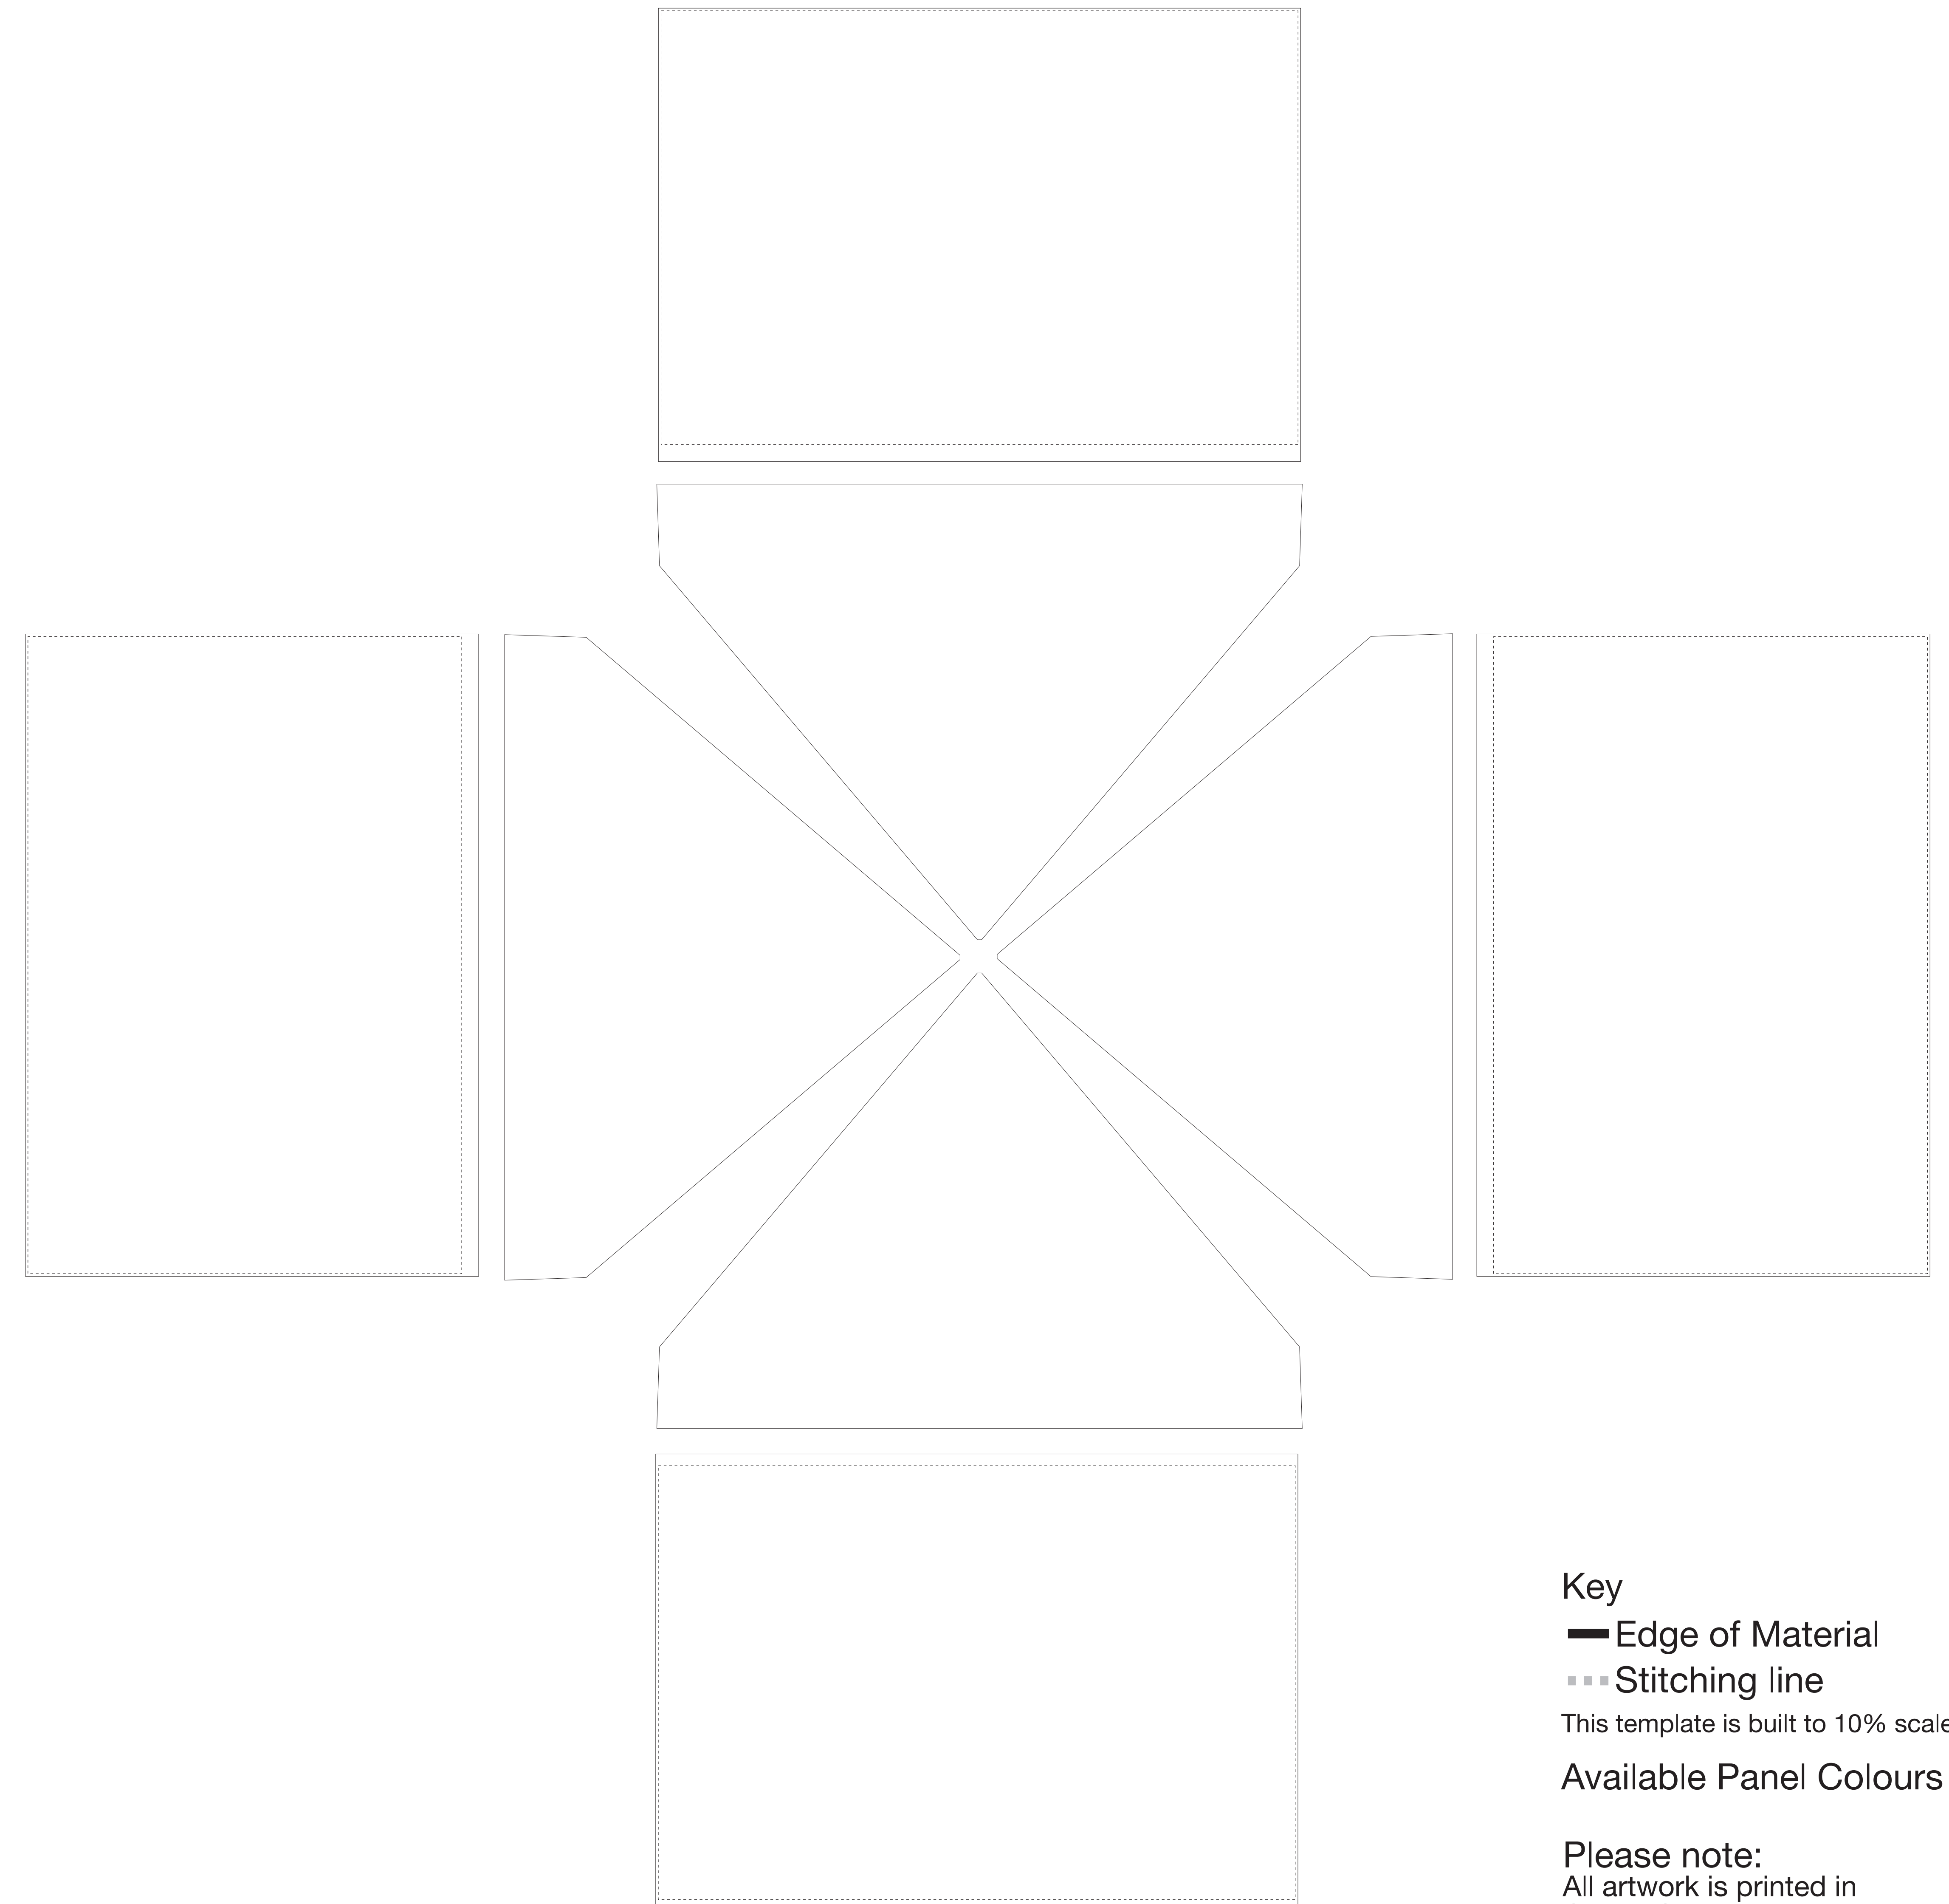 Key
Edge of Material
Stitching line
This template is built to 10% scale
Available Panel Colours
Please note:
All artwork is printed in